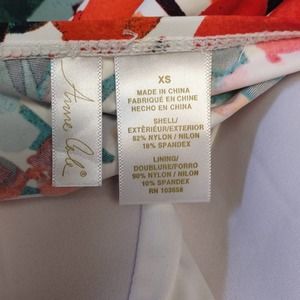 Anne Cole
XS
MADE IN CHINA
FABRIQUÉ EN CHINE
HECHO EN CHINA
SHELL/
EXTÉRIEUR/EXTERIOR
82% NYLON / NILON
18% SPANDEX
LINING/
DOUBLURE/FORRO
90% NYLON / NILON
10% SPANDEX
RN 103658